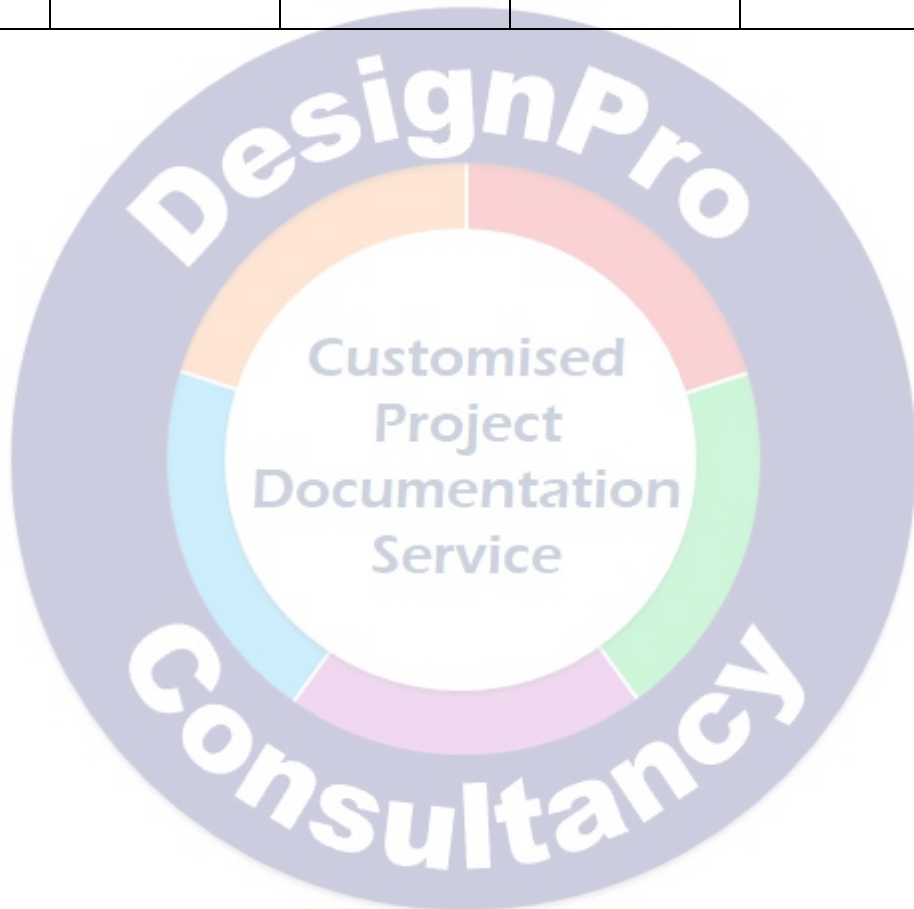 DesignPro
Customised
Project
Documentation
Service
Consultancy